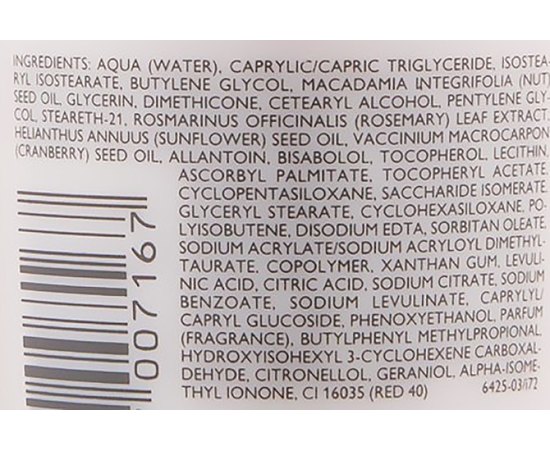 INGREDIENTS: AQUA (WATER), CAPRYLIC/CAPRIC TRIGLYCERIDE, ISOSTEA-
RYL ISOSTEARATE, BUTYLENE GLYCOL, MACADAMIA INTEGRIFOLIA (NUT)
SEED OIL, GLYCERIN, DIMETHICONE, CETEARYL ALCOHOL, PENTYLENE GLY-
COL, STEARETH-21, ROSMARINUS OFFICINALIS (ROSEMARY) LEAF EXTRACT,
HELIANTHUS ANNUUS (SUNFLOWER) SEED OIL, VACCINIUM MACROCARPON
(CRANBERRY) SEED OIL, ALLANTOIN, BISABOLOL, TOCOPHEROL, LECITHIN,
ASCORBYL PALMITATE, TOCOPHERYL ACETATE,
CYCLOPENTASILOXANE, SACCHARIDE ISOMERATE,
GLYCERYL STEARATE, CYCLOHEXASILOXANE, PO-
LYISOBUTENE, DISODIUM EDTA, SORBITAN OLEATE,
SODIUM ACRYLATE/SODIUM ACRYLOYL DIMETHYL-
TAURATE, COPOLYMER, XANTHAN GUM, LEVULI-
NIC ACID, CITRIC ACID, SODIUM CITRATE, SODIUM
BENZOATE, SODIUM LEVULINATE, CAPRYLYL/
CAPRYL GLUCOSIDE, PHENOXYETHANOL, PARFUM
(FRAGRANCE), BUTYLPHENYL METHYLPROPIONAL,
HYDROXYISOHEXYL 3-CYCLOHEXENE CARBOXAL-
DEHYDE, CITRONELLOL, GERANIOL, ALPHA-ISOME-
THYL IONONE, CI 16035 (RED 40) 6425-03/I72
007167